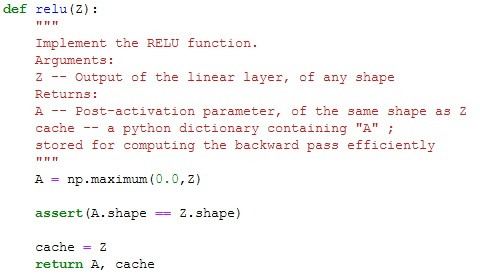 def relu(Z):
"""
Implement the RELU function.
Arguments:
Z -- Output of the linear layer, of any shape
Returns:
A -- Post-activation parameter, of the same shape as Z
cache -- a python dictionary containing "A" ;
stored for computing the backward pass efficiently
"""
A = np.maximum(0.0,Z)
assert(A.shape == Z.shape)
cache = Z
return A, cache